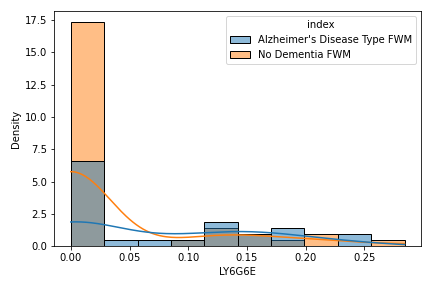 index
Alzheimer's Disease Type FWM
No Dementia FWM
Density
17.5
15.0
12.5
10.0
7.5
5.0
2.5
0.0
0.00 0.05 0.10 0.15 0.20 0.25
LY6G6E